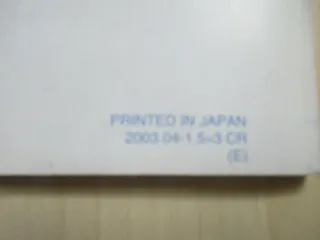 PRINTED IN JAPAN
2003.04-1.5×3 CR
(E)